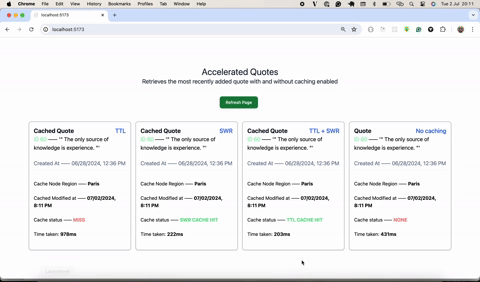 Chrome File Edit View History Bookmarks Profiles Tab Window Help
Tue 2 Jul 20:11
localhost:5173
localhost:5173
Accelerated Quotes
Retrieves the most recently added quote with and without caching enabled
Refresh Page
Cached Quote TTL
—— "" The only source of
knowledge is experience. ""
Created At —— 06/28/2024, 12:36 PM
Cache Node Region —— Paris
Cached Modified at —— 07/02/2024,
8:11 PM
Cache status —— MISS
Time taken: 978ms
Cached Quote SWR
—— "" The only source of
knowledge is experience. ""
Created At —— 06/28/2024, 12:36 PM
Cache Node Region —— Paris
Cached Modified at —— 07/02/2024,
8:11 PM
Cache status —— SWR CACHE HIT
Time taken: 222ms
Cached Quote TTL + SWR
—— "" The only source of
knowledge is experience. ""
Created At —— 06/28/2024, 12:36 PM
Cache Node Region —— Paris
Cached Modified at —— 07/02/2024,
8:11 PM
Cache status —— TTL CACHE HIT
Time taken: 203ms
Quote No caching
—— "" The only source of
knowledge is experience. ""
Created At —— 06/28/2024, 12:36 PM
Cache Node Region —— Paris
Cached Modified at —— 07/02/2024,
8:11 PM
Cache status —— NONE
Time taken: 431ms